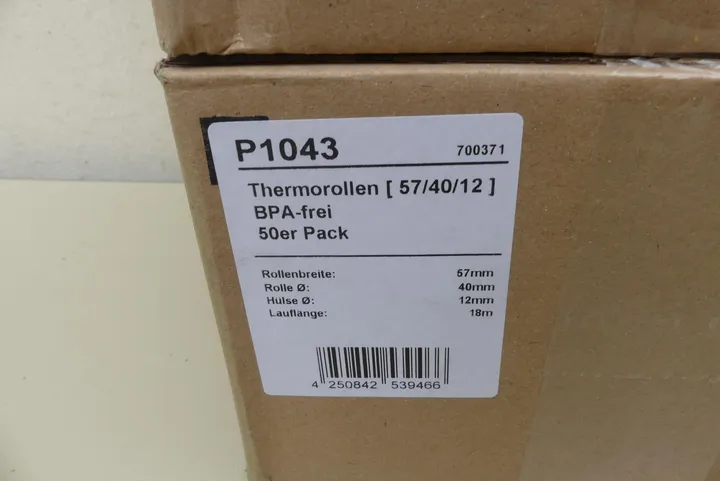 P1043 700371
Thermorollen [ 57/40/12 ]
BPA-frei
50er Pack
Rollenbreite: 57mm
Rolle Ø: 40mm
Hülse Ø: 12mm
Lauflänge: 18m
4 250842 539466